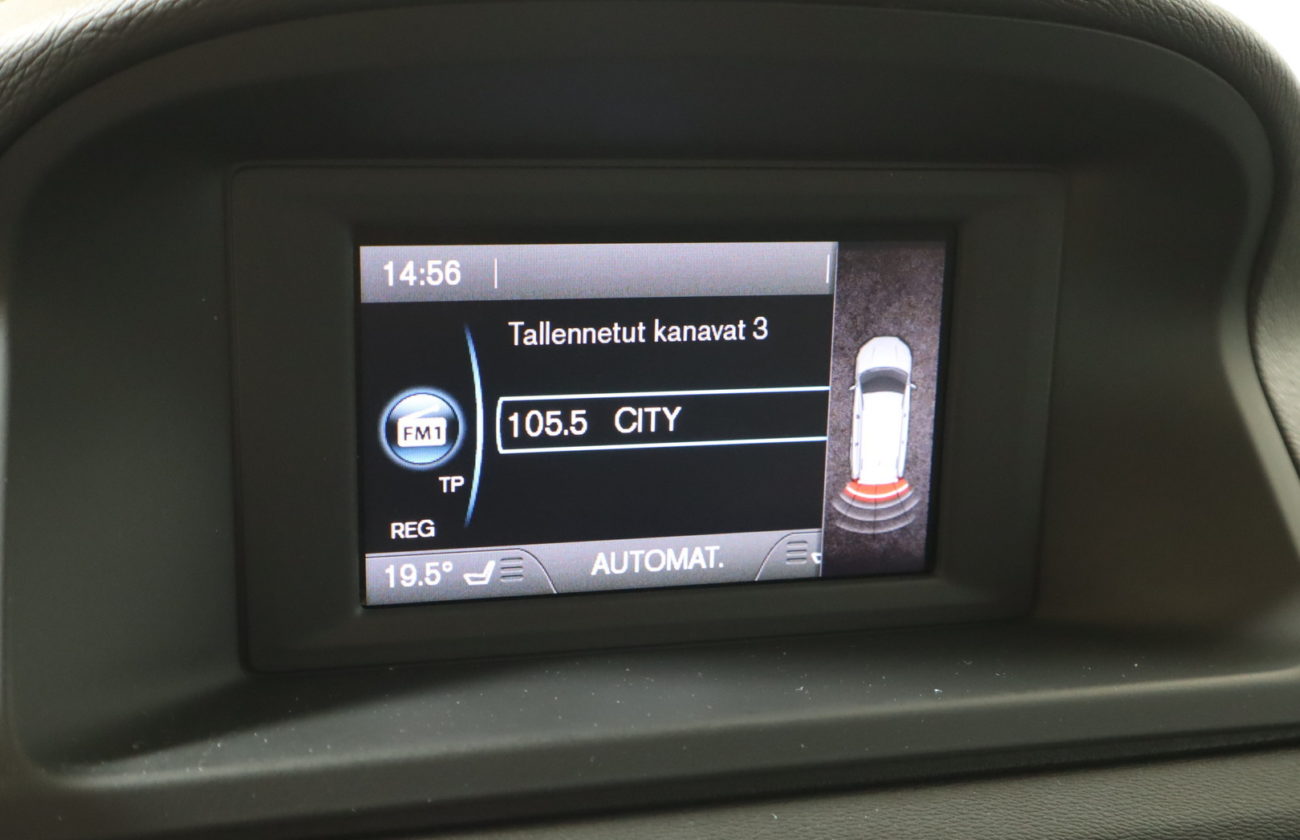 14:56
Tallennetut kanavat 3
105.5 CITY
FM1
TP
REG
19.5° AUTOMAT.